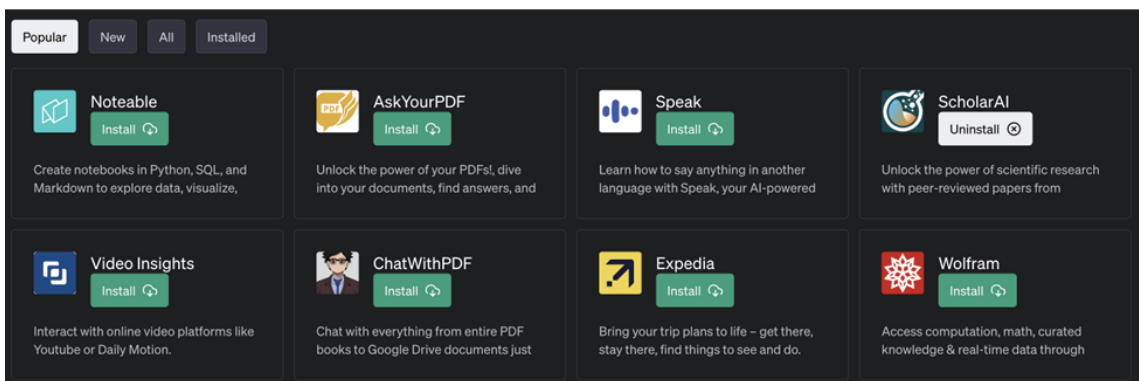 Popular New All Installed
Noteable
Install
Create notebooks in Python, SQL, and
Markdown to explore data, visualize,
PDF
AskYourPDF
Install
Unlock the power of your PDFs!, dive
into your documents, find answers, and
Speak
Install
Learn how to say anything in another
language with Speak, your AI-powered
ScholarAI
Uninstall
Unlock the power of scientific research
with peer-reviewed papers from
Video Insights
Install
Interact with online video platforms like
Youtube or Daily Motion.
ChatWithPDF
Install
Chat with everything from entire PDF
books to Google Drive documents just
Expedia
Install
Bring your trip plans to life – get there,
stay there, find things to see and do.
Wolfram
Install
Access computation, math, curated
knowledge & real-time data through